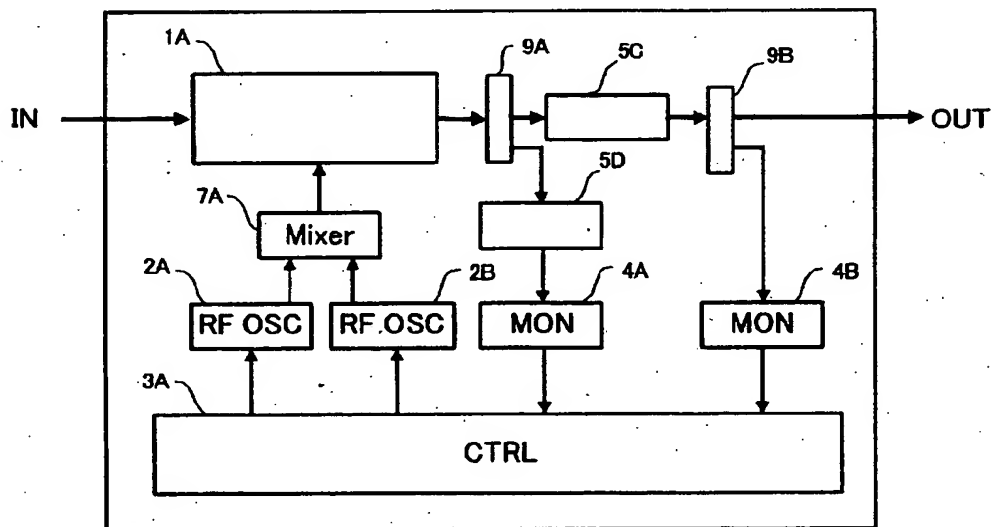 1A
9A
5C
9B
IN
OUT
5D
7A
Mixer
2A
2B
4A
4B
RF OSC
RF. OSC
MON
MON
3A
CTRL